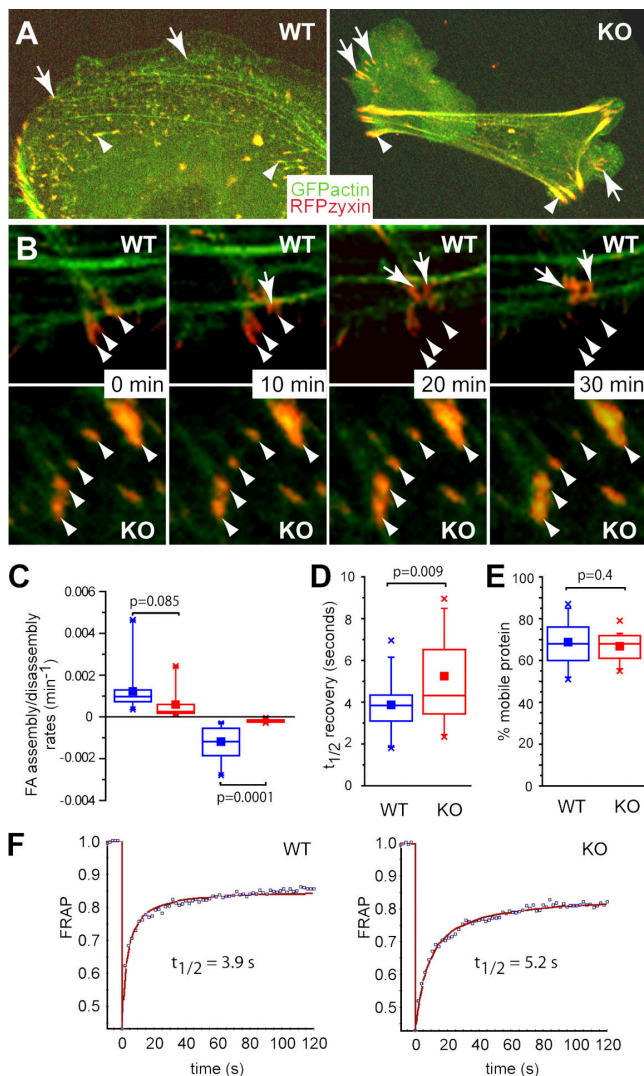 A
WT
KO
GFPactin
RFPzyxin
B
WT
WT
WT
WT
0 min
10 min
20 min
30 min
KO
KO
C
FA assembly/disassembly
rates (min-1)
0.006
0.004
0.002
0
-0.002
-0.004
p=0.085
p=0.0001
D
t1/2 recovery (seconds)
10
8
6
4
2
0
p=0.009
WT
KO
E
% mobile protein
100
80
60
40
20
0
p=0.4
WT
KO
F
FRAP
1.0
0.9
0.8
0.7
0.6
0.5
WT
t1/2 = 3.9 s
0
20
40
60
80
100
120
time (s)
FRAP
1.0
0.9
0.8
0.7
0.6
0.5
KO
t1/2 = 5.2 s
0
20
40
60
80
100
120
time (s)